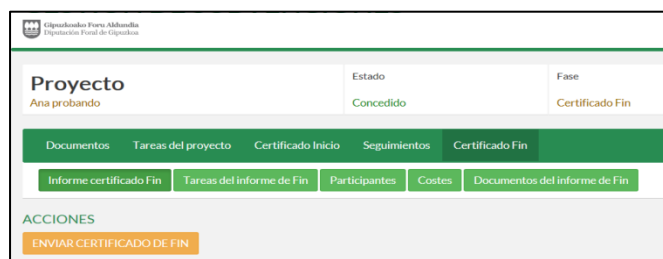 Gipuzkoako Foru Aldundia
Diputación Foral de Gipuzkoa
Proyecto
Ana probando
Estado
Concedido
Fase
Certificado Fin
Documentos Tareas del proyecto Certificado Inicio Seguimientos Certificado Fin
Informe certificado Fin Tareas del informe de Fin Participantes Costes Documentos del informe de Fin
ACCIONES
ENVIAR CERTIFICADO DE FIN